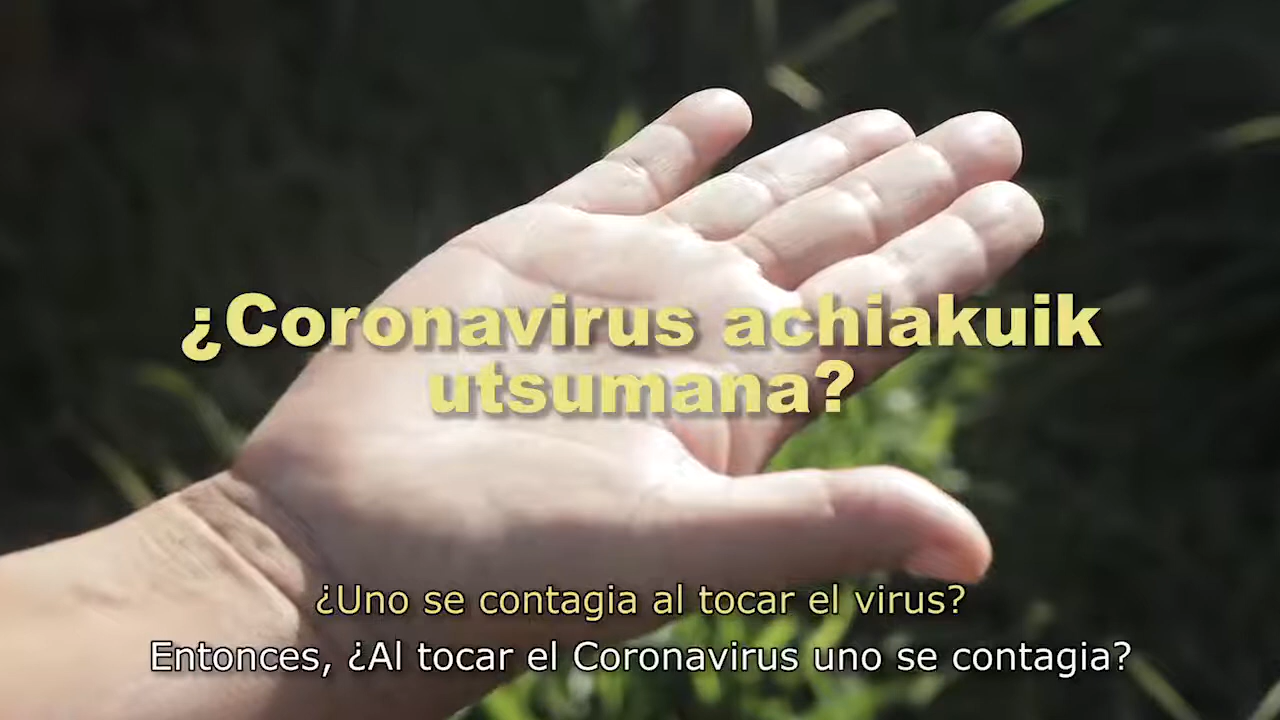 ¿Coronavirus achiakuik
utsumana?
¿Uno se contagia al tocar el virus?
Entonces, ¿Al tocar el Coronavirus uno se contagia?